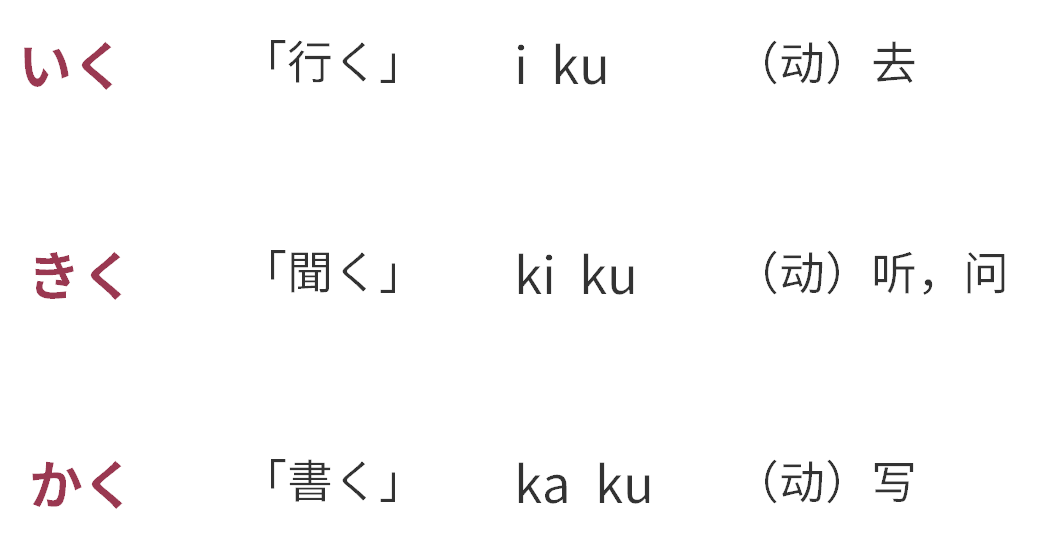 いく 「行く」 i ku （动）去
きく 「聞く」 ki ku （动）听，问
かく 「書く」 ka ku （动）写